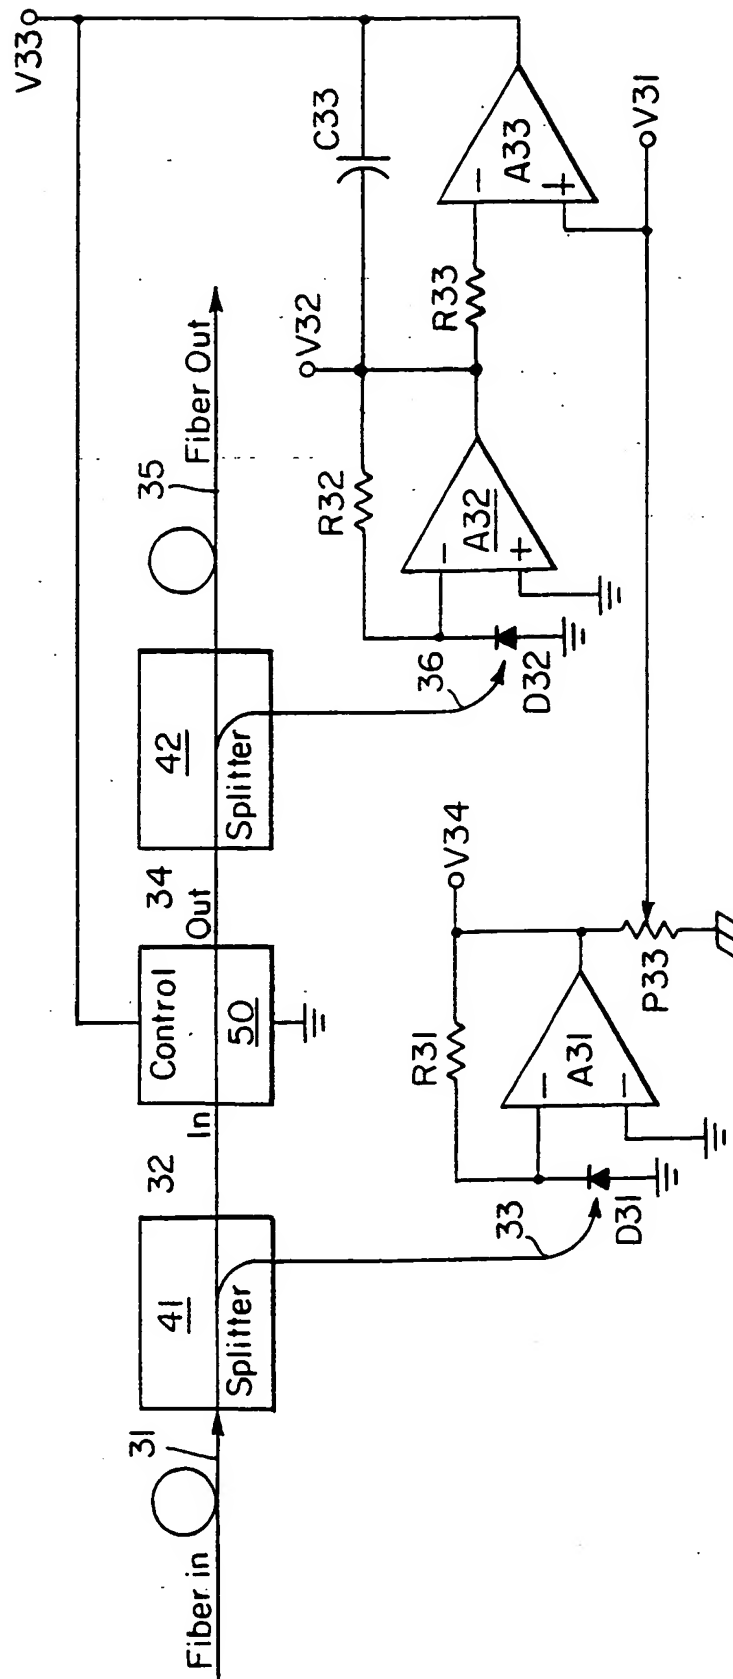 Fiber in
31
41
Splitter
32
In
Control
50
34
Out
42
Splitter
35
Fiber Out
V33
33
D31
R31
−
−
A31
V34
P33
36
D32
R32
−
+
A32
V32
C33
R33
−
+
A33
V31